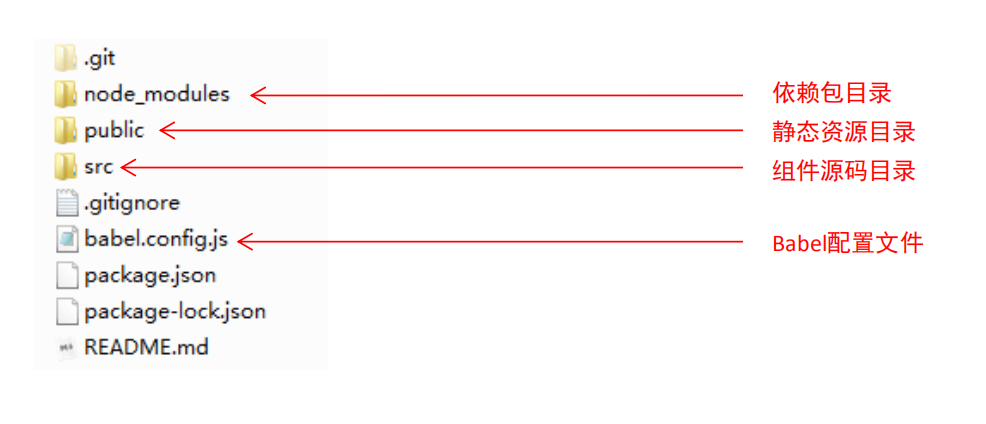 .git
node_modules
依赖包目录
public
静态资源目录
src
组件源码目录
.gitignore
babel.config.js
Babel配置文件
package.json
package-lock.json
README.md